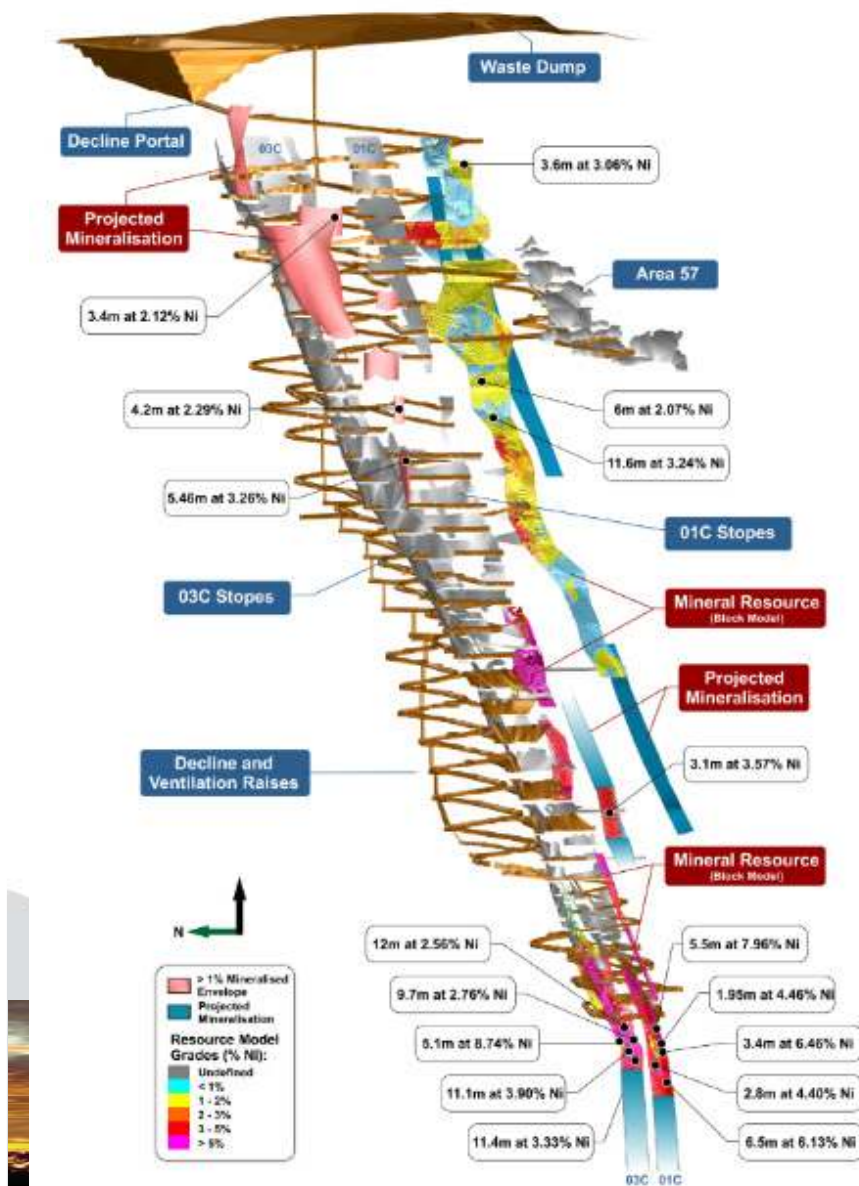 Waste Dump
Decline Portal
03C
01C
3.6m at 3.06% Ni
Projected
Mineralisation
Area 57
3.4m at 2.12% Ni
4.2m at 2.29% Ni
6m at 2.07% Ni
11.6m at 3.24% Ni
5.46m at 3.26% Ni
01C Stopes
03C Stopes
Mineral Resource
(Block Model)
Projected
Mineralisation
Decline and
Ventilation Raises
3.1m at 3.57% Ni
Mineral Resource
(Block Model)
N
12m at 2.56% Ni
5.5m at 7.96% Ni
9.7m at 2.76% Ni
1.95m at 4.46% Ni
5.1m at 8.74% Ni
3.4m at 6.46% Ni
11.1m at 3.90% Ni
2.8m at 4.40% Ni
11.4m at 3.33% Ni
6.5m at 6.13% Ni
03C
01C
> 1% Mineralised
Envelope
Projected
Mineralisation
Resource Model
Grades (% Ni):
Undefined
< 1%
1 - 2%
2 - 3%
3 - 5%
> 5%